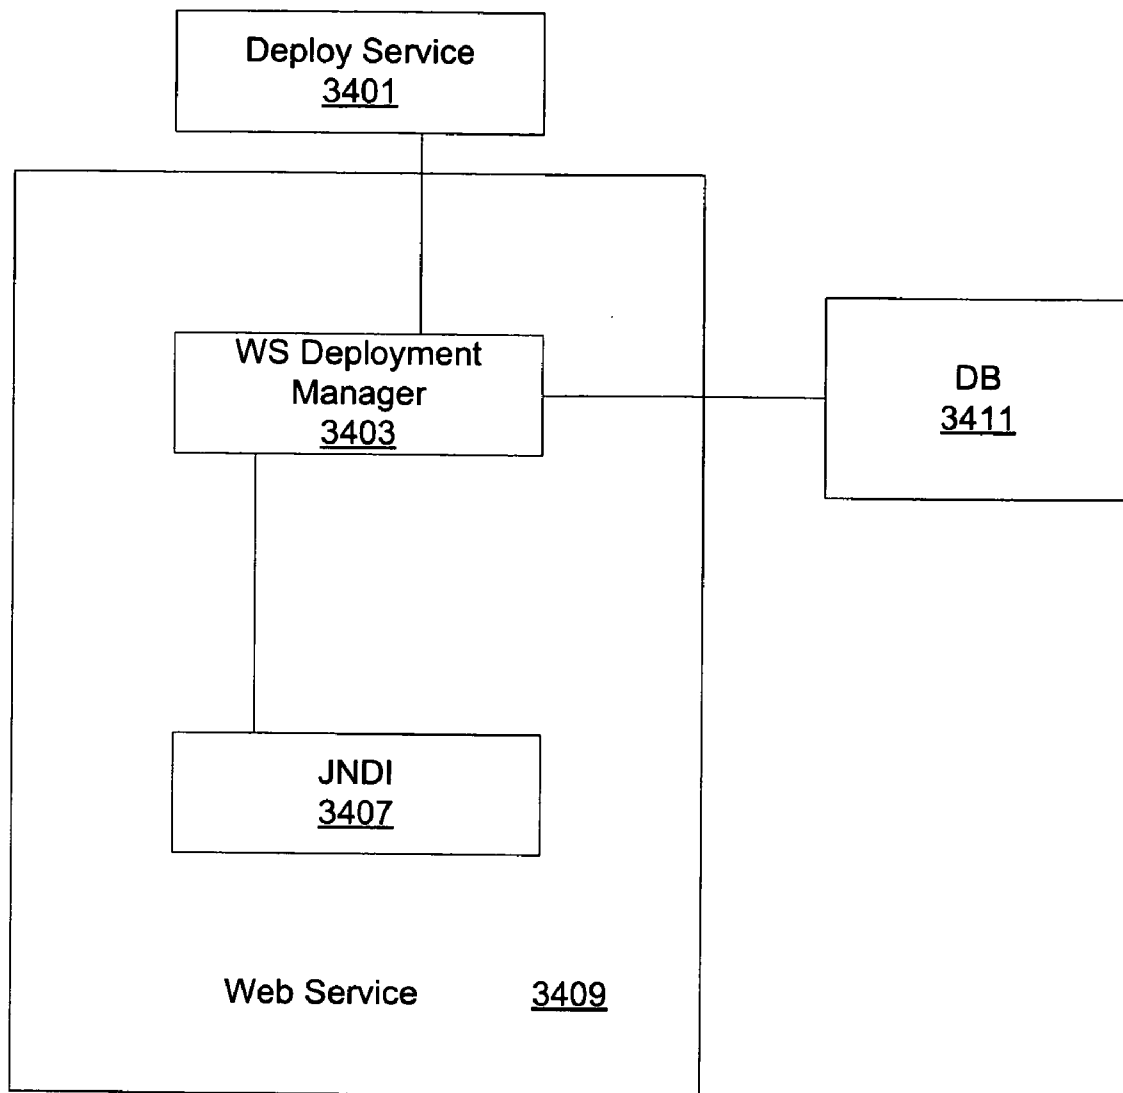 Deploy Service
3401
WS Deployment
Manager
3403
DB
3411
JNDI
3407
Web Service 3409